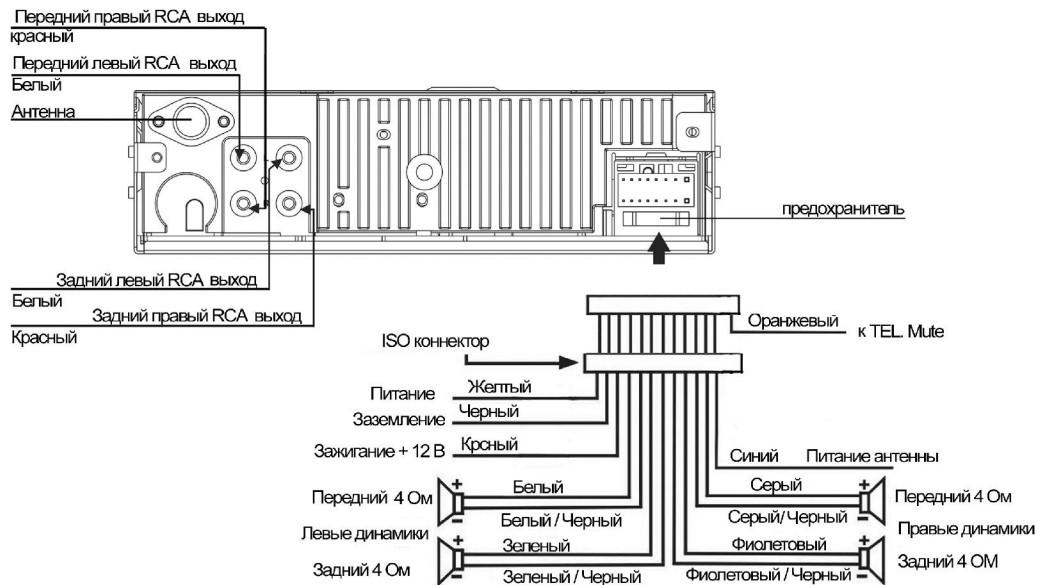 Передний правый RCA выход
красный
Передний левый RCA выход
Белый
Антенна
предохранитель
Задний левый RCA выход
Белый
Задний правый RCA выход
Красный
Оранжевый
к TEL. Mute
ISO коннектор
Питание
Желтый
Заземление
Черный
Зажигание + 12 В
Крсный
Синий
Питание антенны
Передний 4 Ом
+
Белый
Серый
+
Передний 4 Ом
–
Белый / Черный
Серый/ Черный
–
Левые динамики
Правые динамики
+
Зеленый
Фиолетовый
+
Задний 4 Ом
–
Зеленый / Черный
Фиолетовый / Черный
–
Задний 4 ОМ